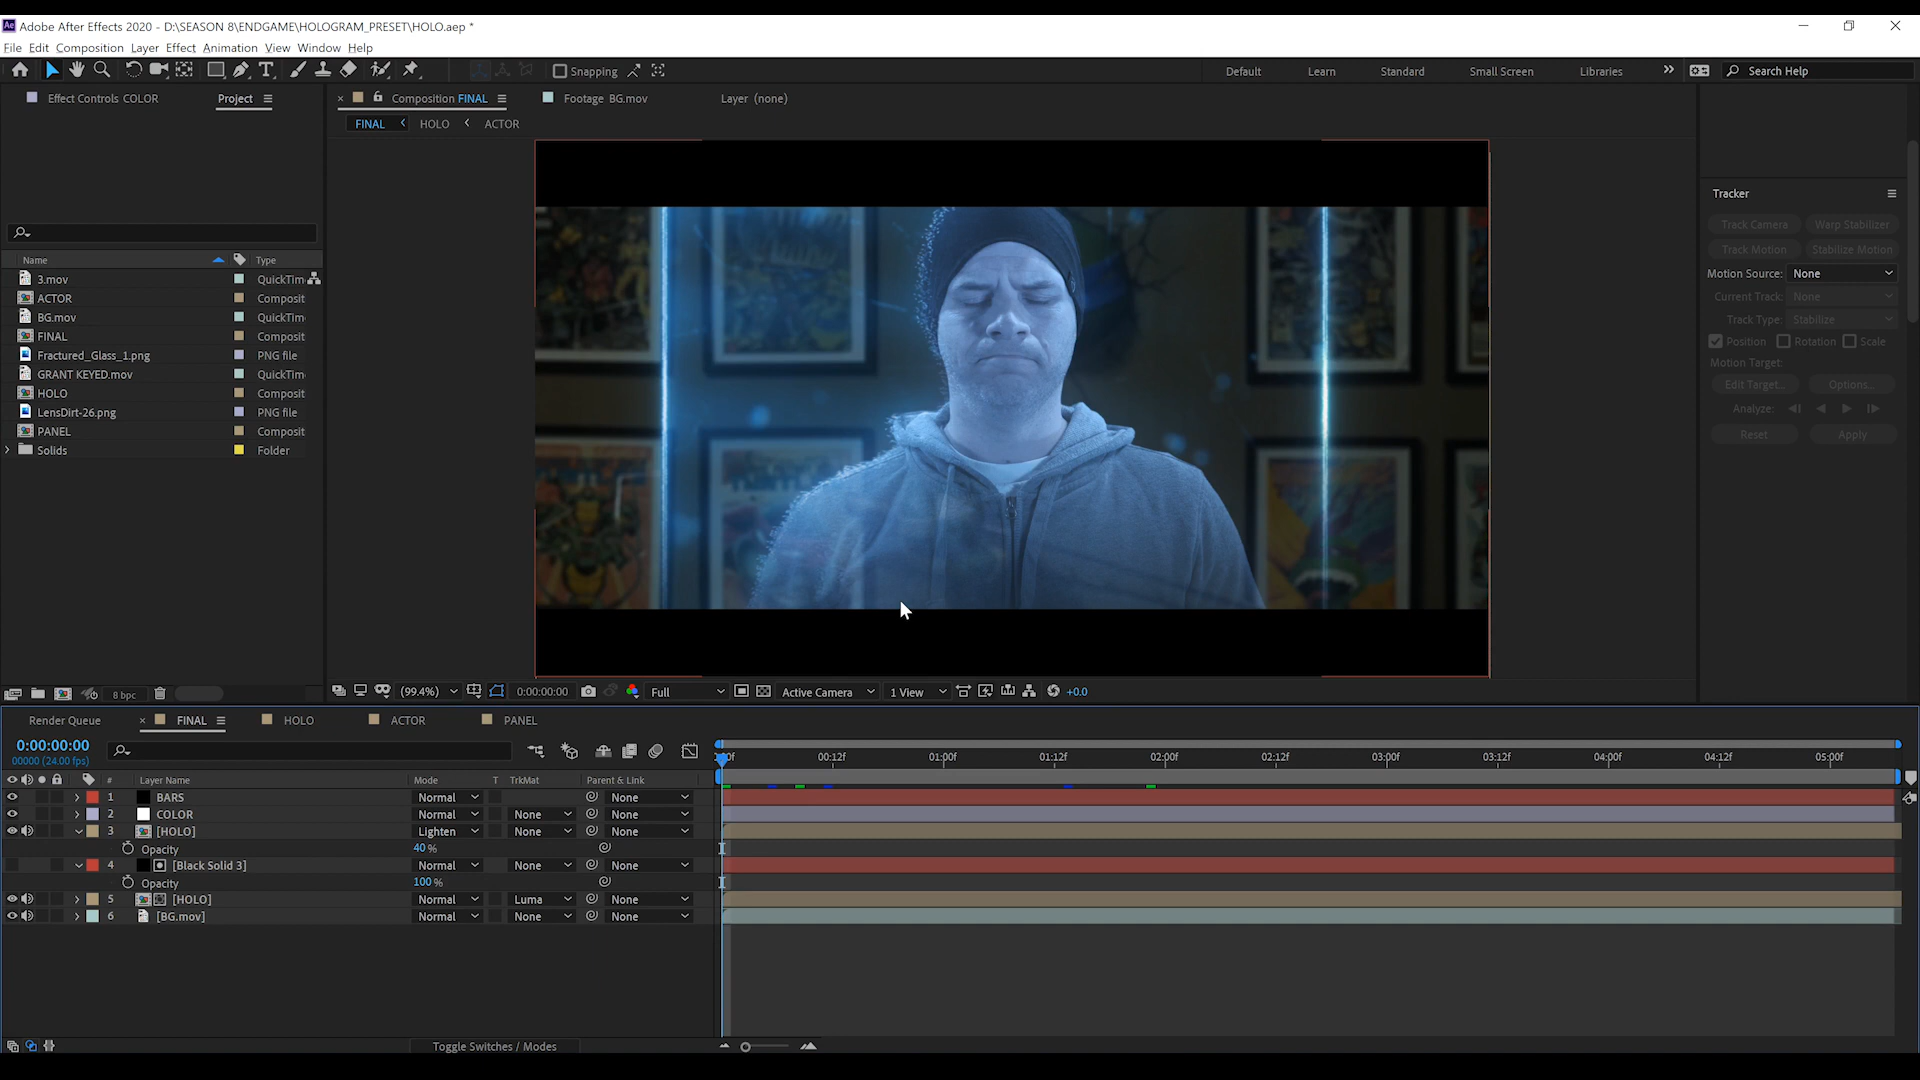 Ae Adobe After Effects 2020 - D:\SEASON 8\ENDGAME\HOLOGRAM_PRESET\HOLO.aep *
File Edit Composition Layer Effect Animation View Window Help
Snapping
Default Learn Standard Small Screen Libraries Search Help
Effect Controls COLOR Project
Composition FINAL Footage BG.mov Layer (none)
FINAL HOLO ACTOR
Tracker
Track Camera Warp Stabilizer
Track Motion Stabilize Motion
Motion Source: None
Current Track: None
Track Type: Stabilize
Position Rotation Scale
Motion Target:
Edit Target... Options...
Analyze:
Reset Apply
Name Type
3.mov QuickTim
ACTOR Composit
BG.mov QuickTim
FINAL Composit
Fractured_Glass_1.png PNG file
GRANT KEYED.mov QuickTim
HOLO Composit
LensDirt-26.png PNG file
PANEL Composit
Solids Folder
8 bpc
(99.4%) 0:00:00:00 Full Active Camera 1 View +0.0
Render Queue FINAL HOLO ACTOR PANEL
0:00:00:00
00000 (24.00 fps)
00f 00:12f 01:00f 01:12f 02:00f 02:12f 03:00f 03:12f 04:00f 04:12f 05:00f
# Layer Name Mode T TrkMat Parent & Link
1 BARS Normal None
2 COLOR Normal None None
3 [HOLO] Lighten None None
Opacity 40 %
4 [Black Solid 3] Normal None None
Opacity 100 %
5 [HOLO] Normal Luma None
6 [BG.mov] Normal None None
Toggle Switches / Modes